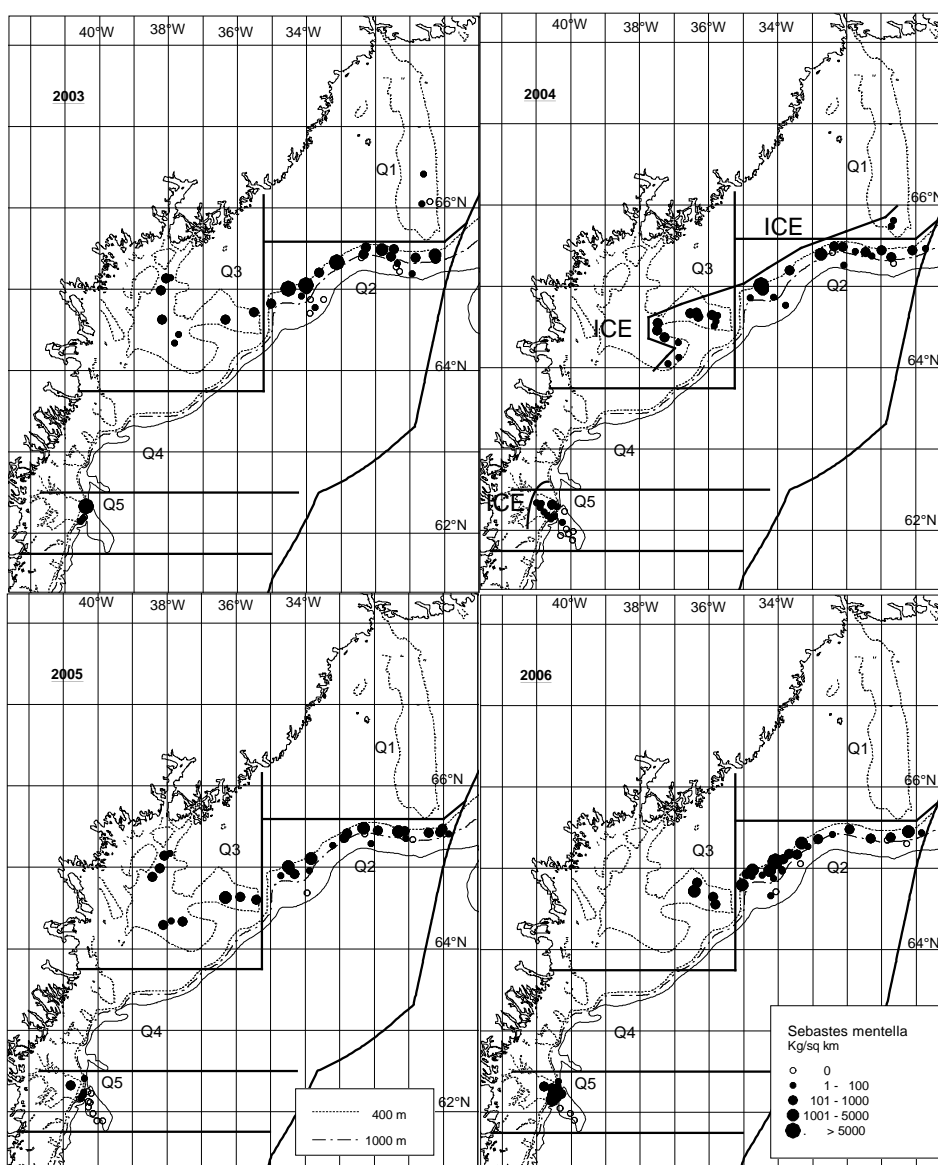 40°W 38°W 36°W 34°W
2003
Q1
66°N
Q3
Q2
64°N
Q4
Q5
62°N
40°W 38°W 36°W 34°W
2004
Q1
66°N
ICE
Q3
Q2
ICE
64°N
Q4
ICE
Q5
62°N
40°W 38°W 36°W 34°W
2005
Q1
66°N
Q3
Q2
64°N
Q4
Q5
62°N
400 m
1000 m
40°W 38°W 36°W 34°W
2006
Q1
66°N
Q3
Q2
64°N
Q4
Q5
Sebastes mentella
Kg/sq km
0
1 - 100
101 - 1000
1001 - 5000
> 5000